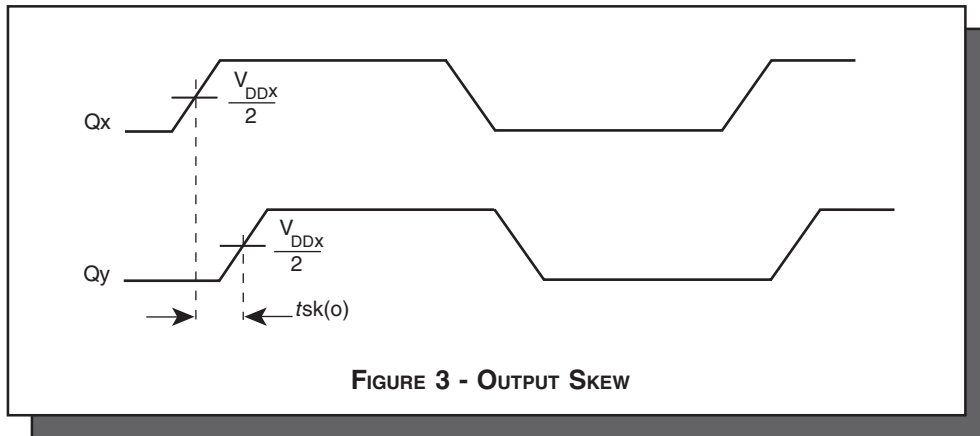 Qx
VDDx
2
Qy
VDDx
2
tsk(o)
FIGURE 3 - OUTPUT SKEW